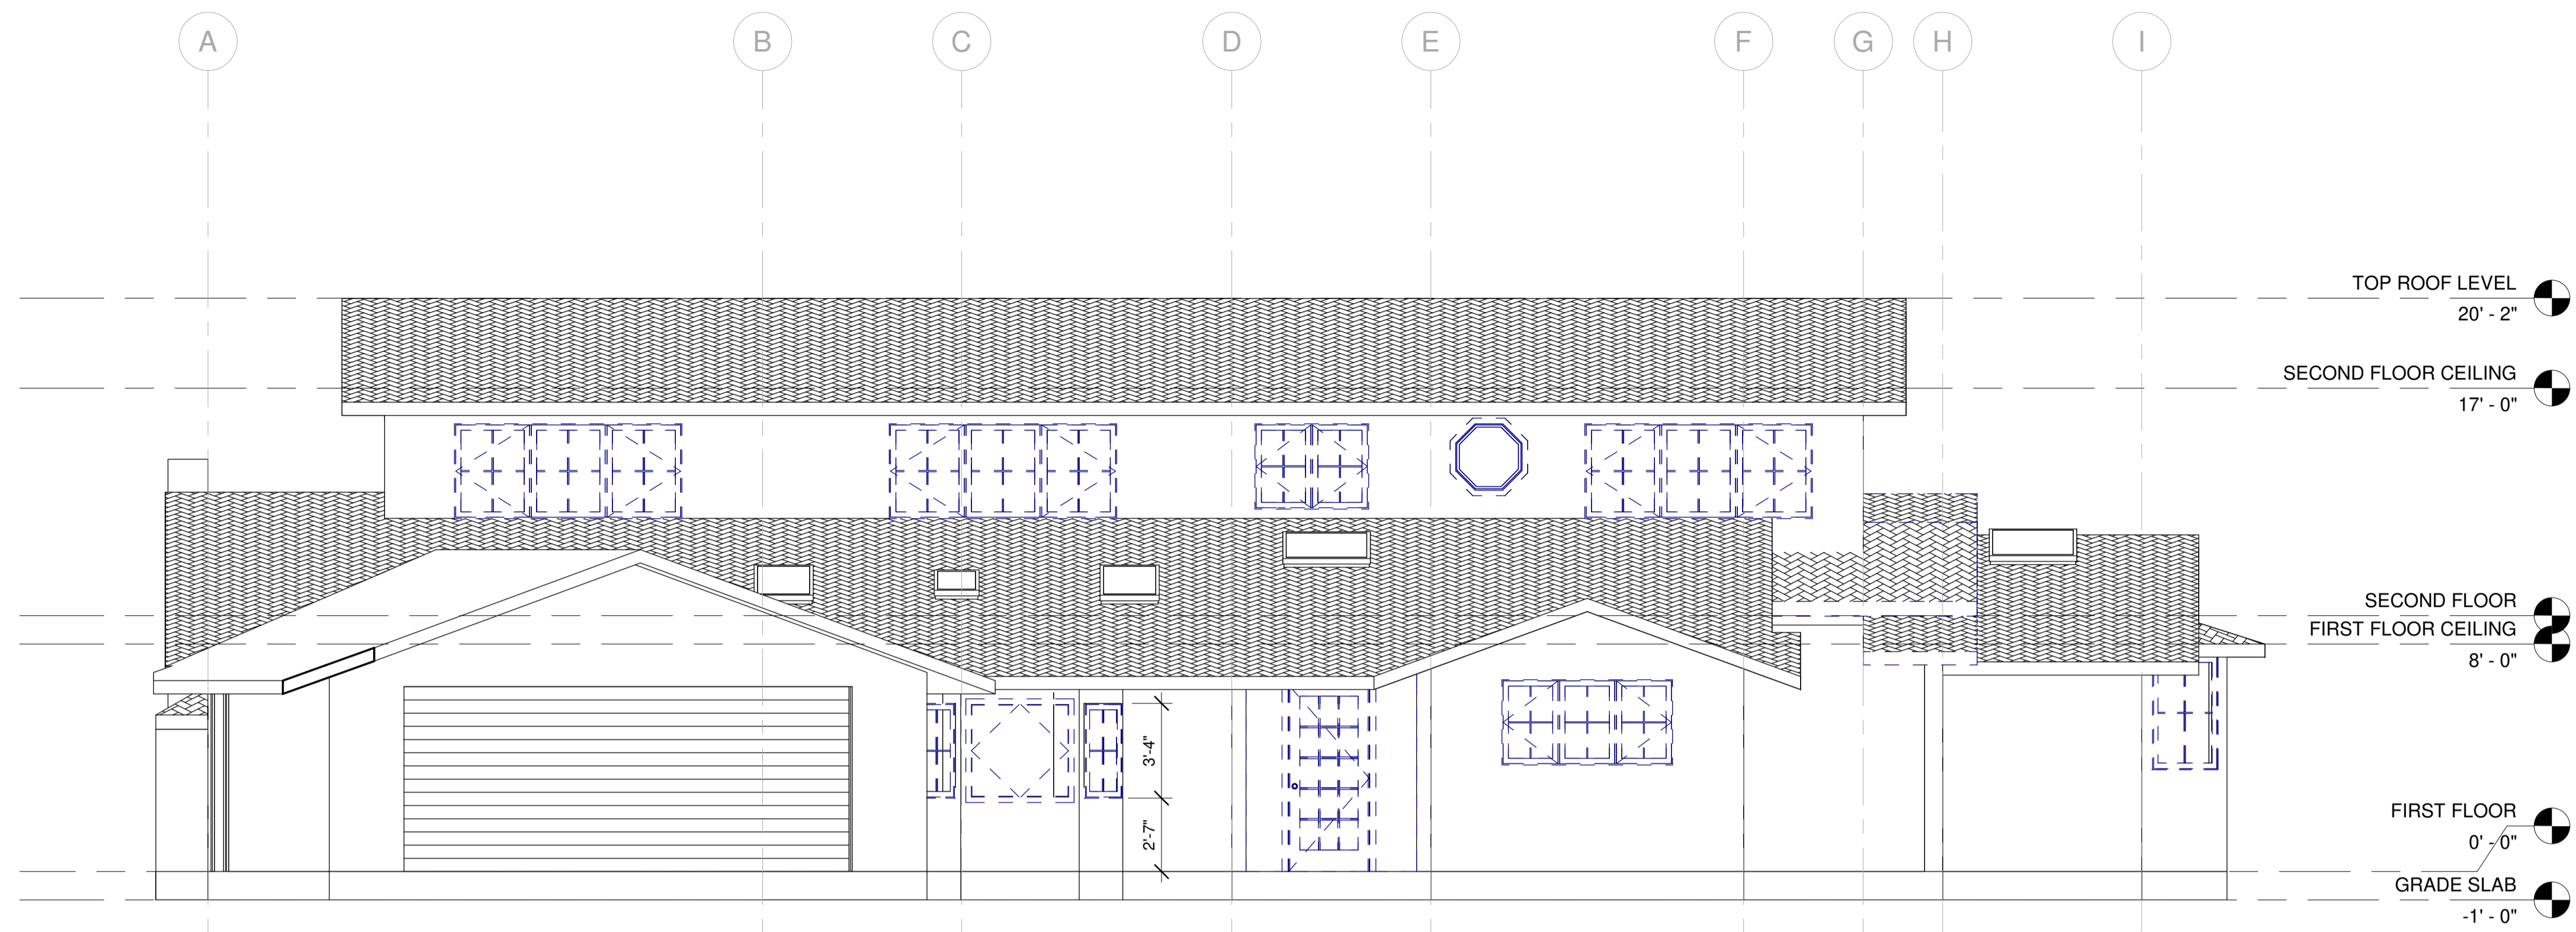 A
B
C
D
E
F
G
H
I
TOP ROOF LEVEL
20' - 2"
SECOND FLOOR CEILING
17' - 0"
SECOND FLOOR
FIRST FLOOR CEILING
8' - 0"
3'-4"
2'-7"
FIRST FLOOR
0' - 0"
GRADE SLAB
-1' - 0"